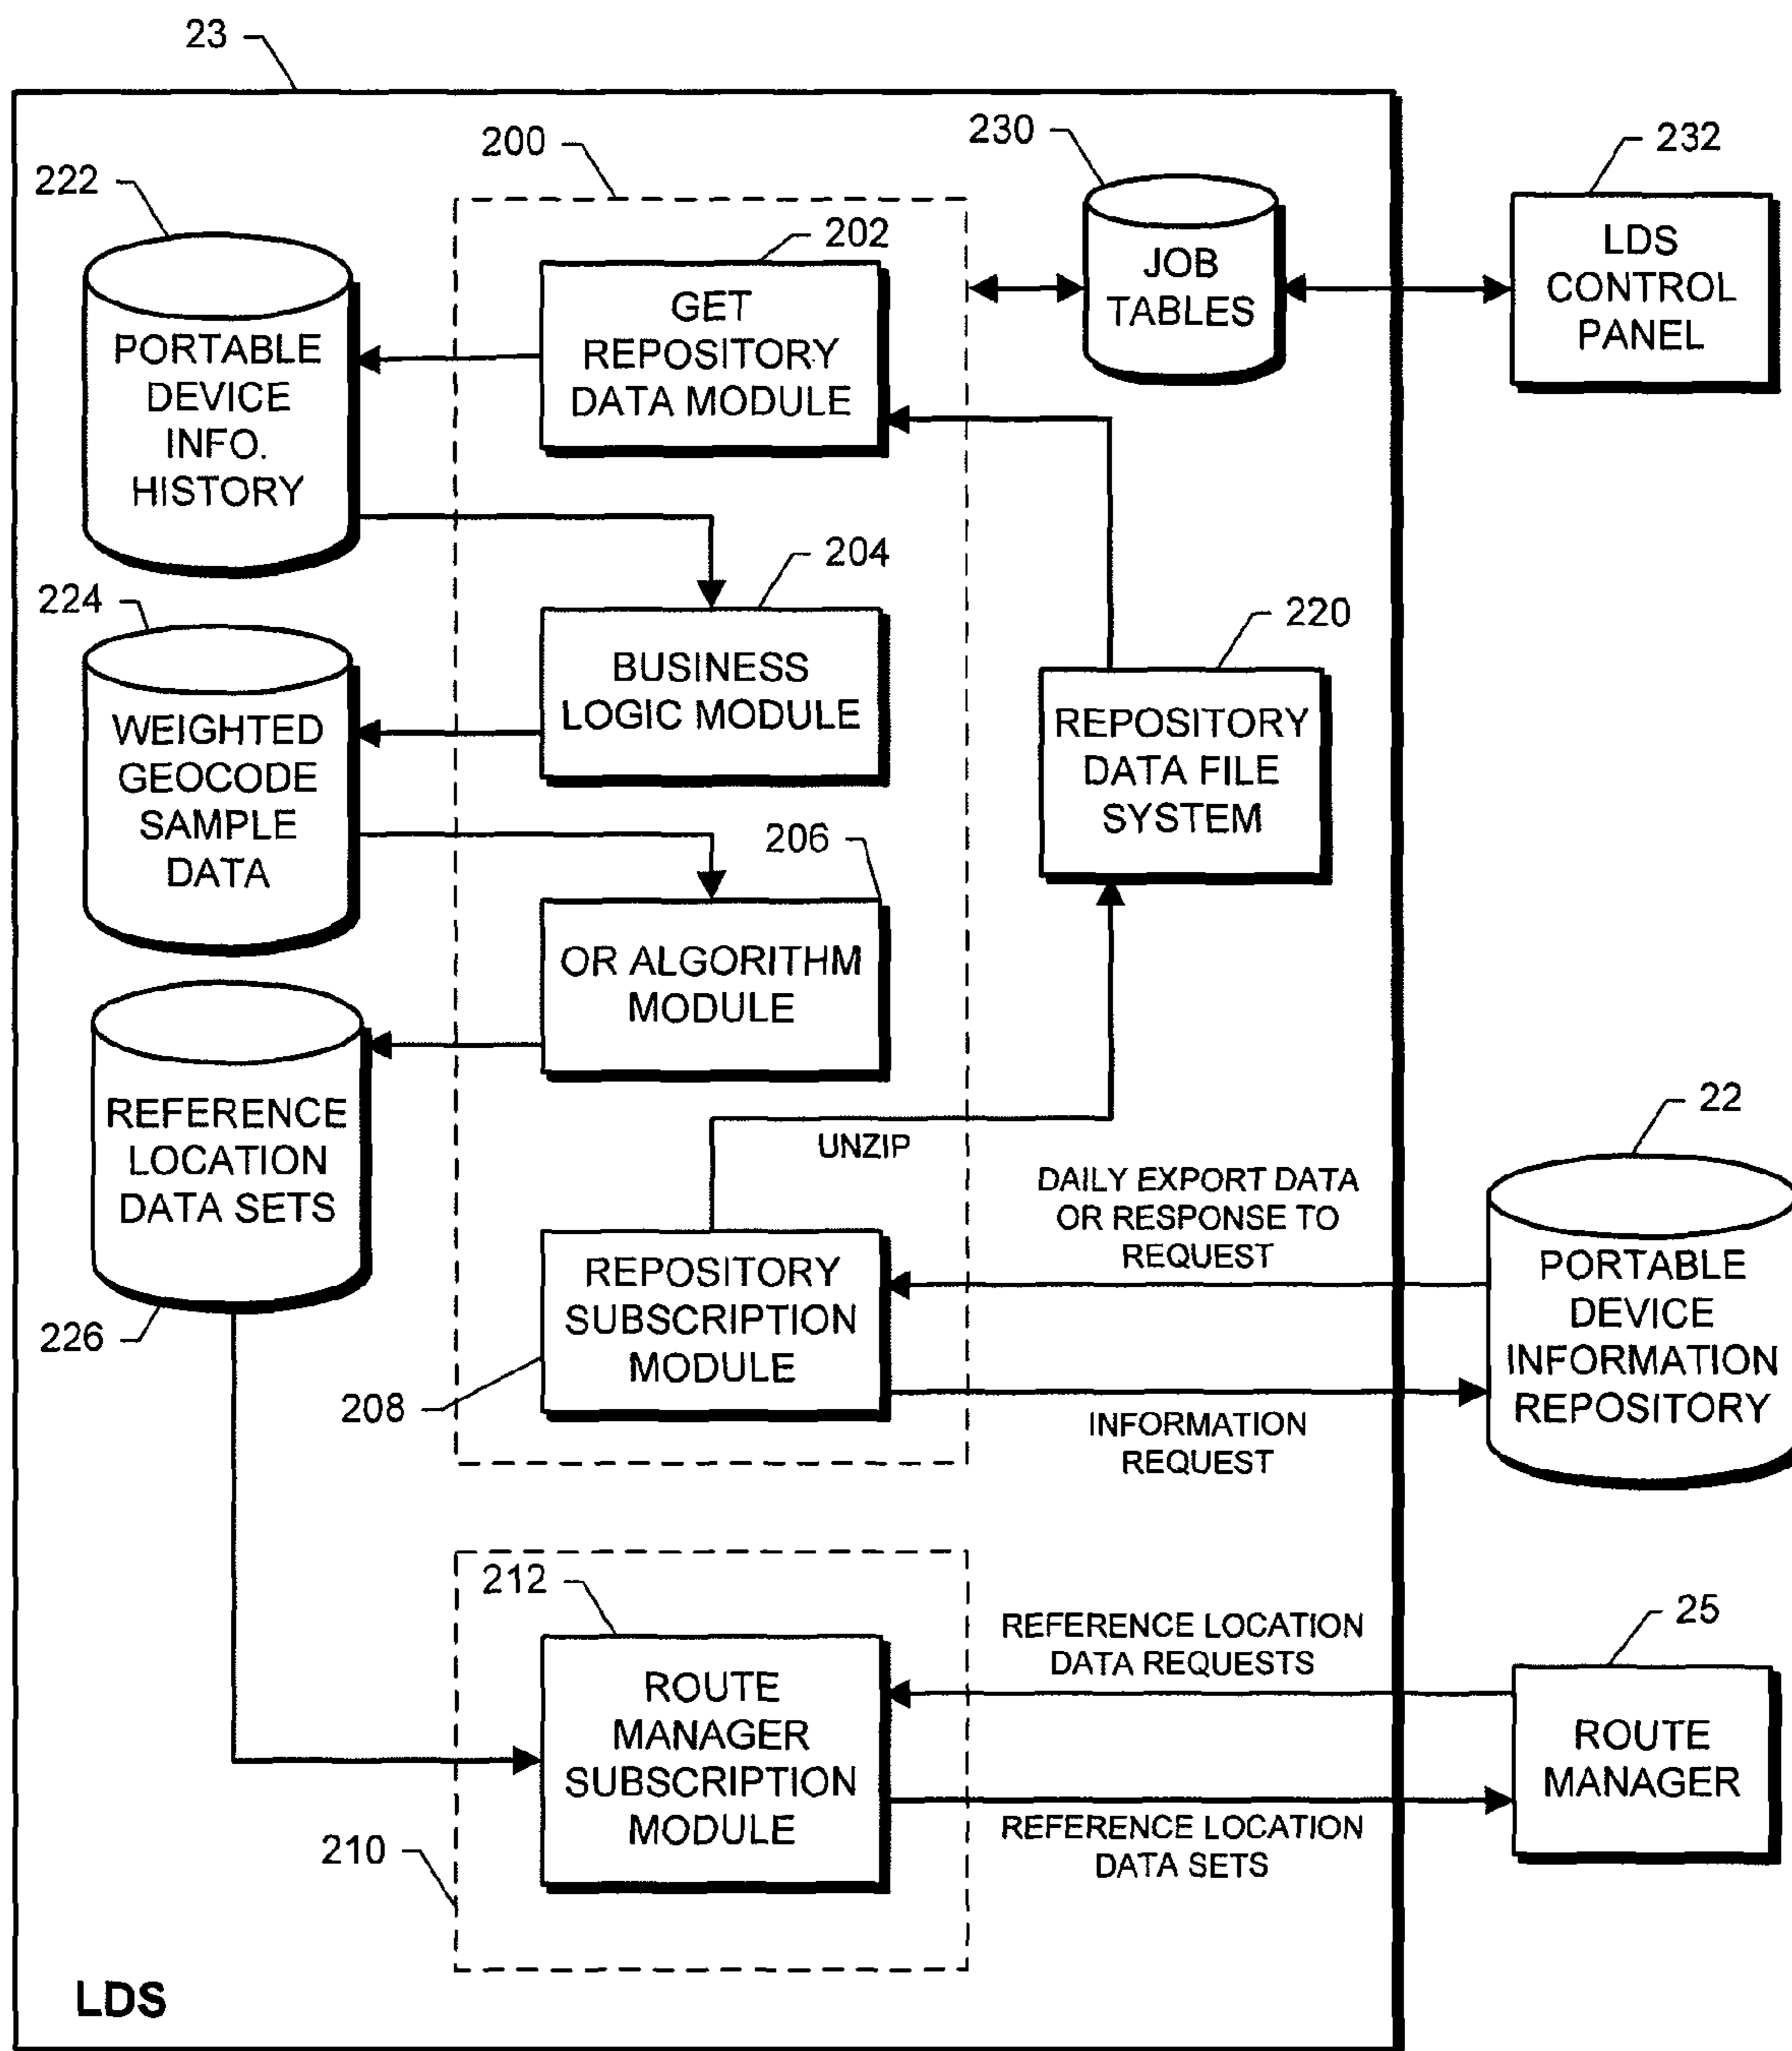 23
200
230
232
222
202
LDS
CONTROL
PANEL
JOB
TABLES
GET
REPOSITORY
DATA MODULE
PORTABLE
DEVICE
INFO.
HISTORY
204
224
220
BUSINESS
LOGIC MODULE
REPOSITORY
DATA FILE
SYSTEM
WEIGHTED
GEOCODE
SAMPLE
DATA
206
OR ALGORITHM
MODULE
REFERENCE
LOCATION
DATA SETS
226
UNZIP
22
DAILY EXPORT DATA
OR RESPONSE TO
REQUEST
REPOSITORY
SUBSCRIPTION
MODULE
208
PORTABLE
DEVICE
INFORMATION
REPOSITORY
INFORMATION
REQUEST
212
REFERENCE LOCATION
DATA REQUESTS
25
ROUTE
MANAGER
SUBSCRIPTION
MODULE
ROUTE
MANAGER
210
REFERENCE LOCATION
DATA SETS
LDS